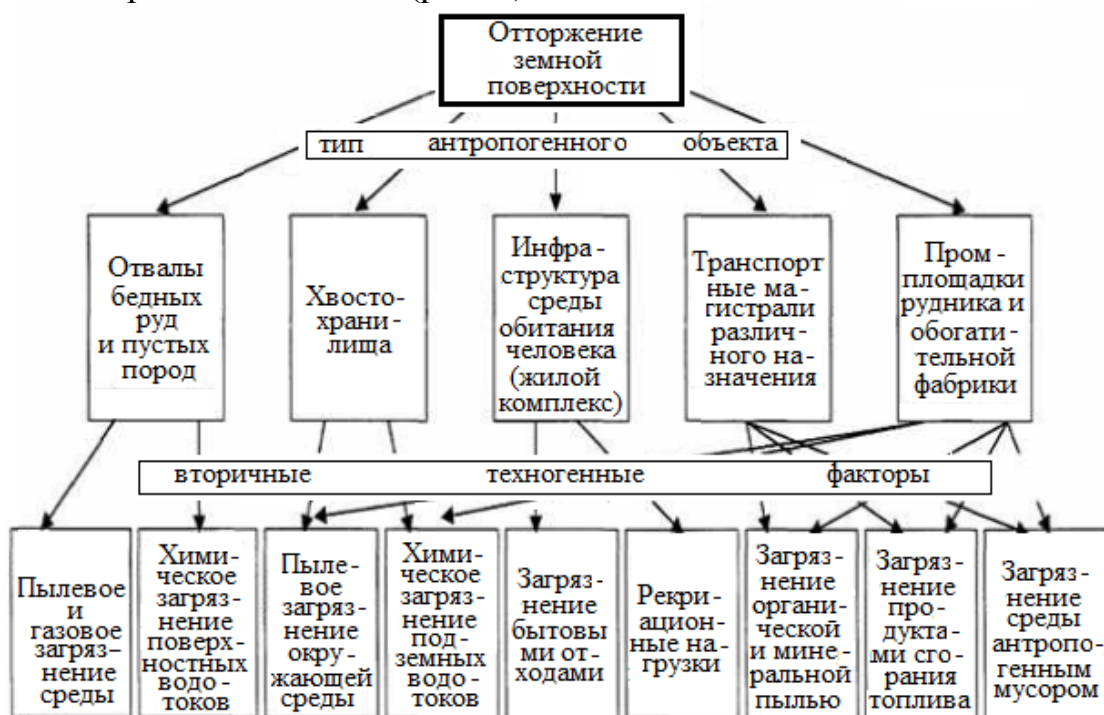 Отторжение
земной
поверхности
тип антропогенного объекта
Отвалы
бедных
руд
и пустых
пород
Хвосто-
храни-
лища
Инфра-
структура
среды
обитания
человека
(жилой
комплекс)
Транспорт
ные ма-
гистрали
различ-
ного на-
значения
Пром-
площадки
рудника и
обогати-
тельной
фабрики
вторичные техногенные факторы
Пылевое
и
газовое
загряз-
нение
среды
Хими-
ческое
загряз-
нение
поверх-
ностных
водо-
токов
Пыле-
вое
загряз-
нение
окру-
жающей
среды
Хими-
ческое
загряз-
нение
под-
земных
водо-
токов
Загряз-
нение
бытовы
ми от-
ходами
Рекри-
ационные
нагрузки
Загряз-
нение
органи-
ческой
и мине-
ральной
пылью
Загряз-
нение
про-
дукта-
ми сго-
рания
топлива
Загряз-
нение
среды
антропо-
генным
мусором